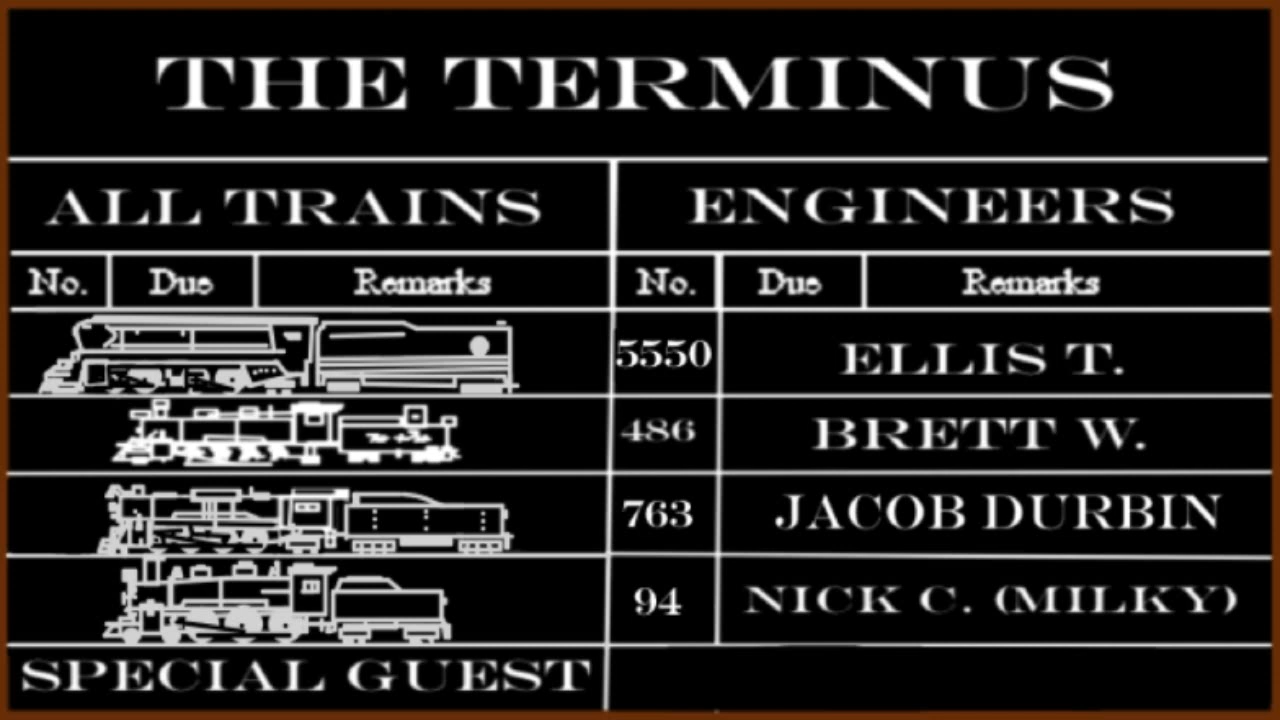 THE TERMINUS
ALL TRAINS ENGINEERS
No. Due Remarks No. Due Remarks
5550 ELLIS T.
486 BRETT W.
763 JACOB DURBIN
94 NICK C. (MILKY)
SPECIAL GUEST